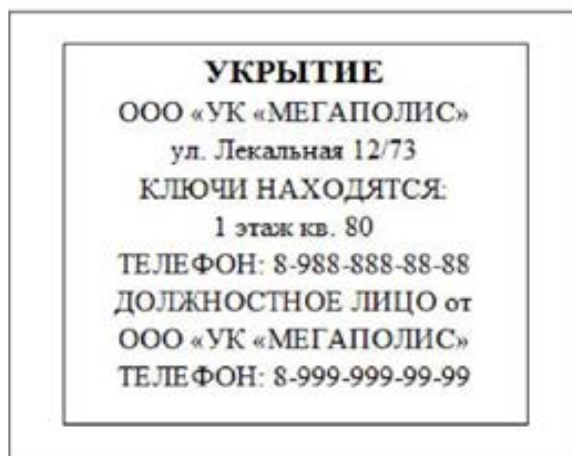 УКРЫТИЕ
ООО «УК «МЕГАПОЛИС»
ул. Лекальная 12/73
КЛЮЧИ НАХОДЯТСЯ:
1 этаж кв. 80
ТЕЛЕФОН: 8-988-888-88-88
ДОЛЖНОСТНОЕ ЛИЦО от
ООО «УК «МЕГАПОЛИС»
ТЕЛЕФОН: 8-999-999-99-99